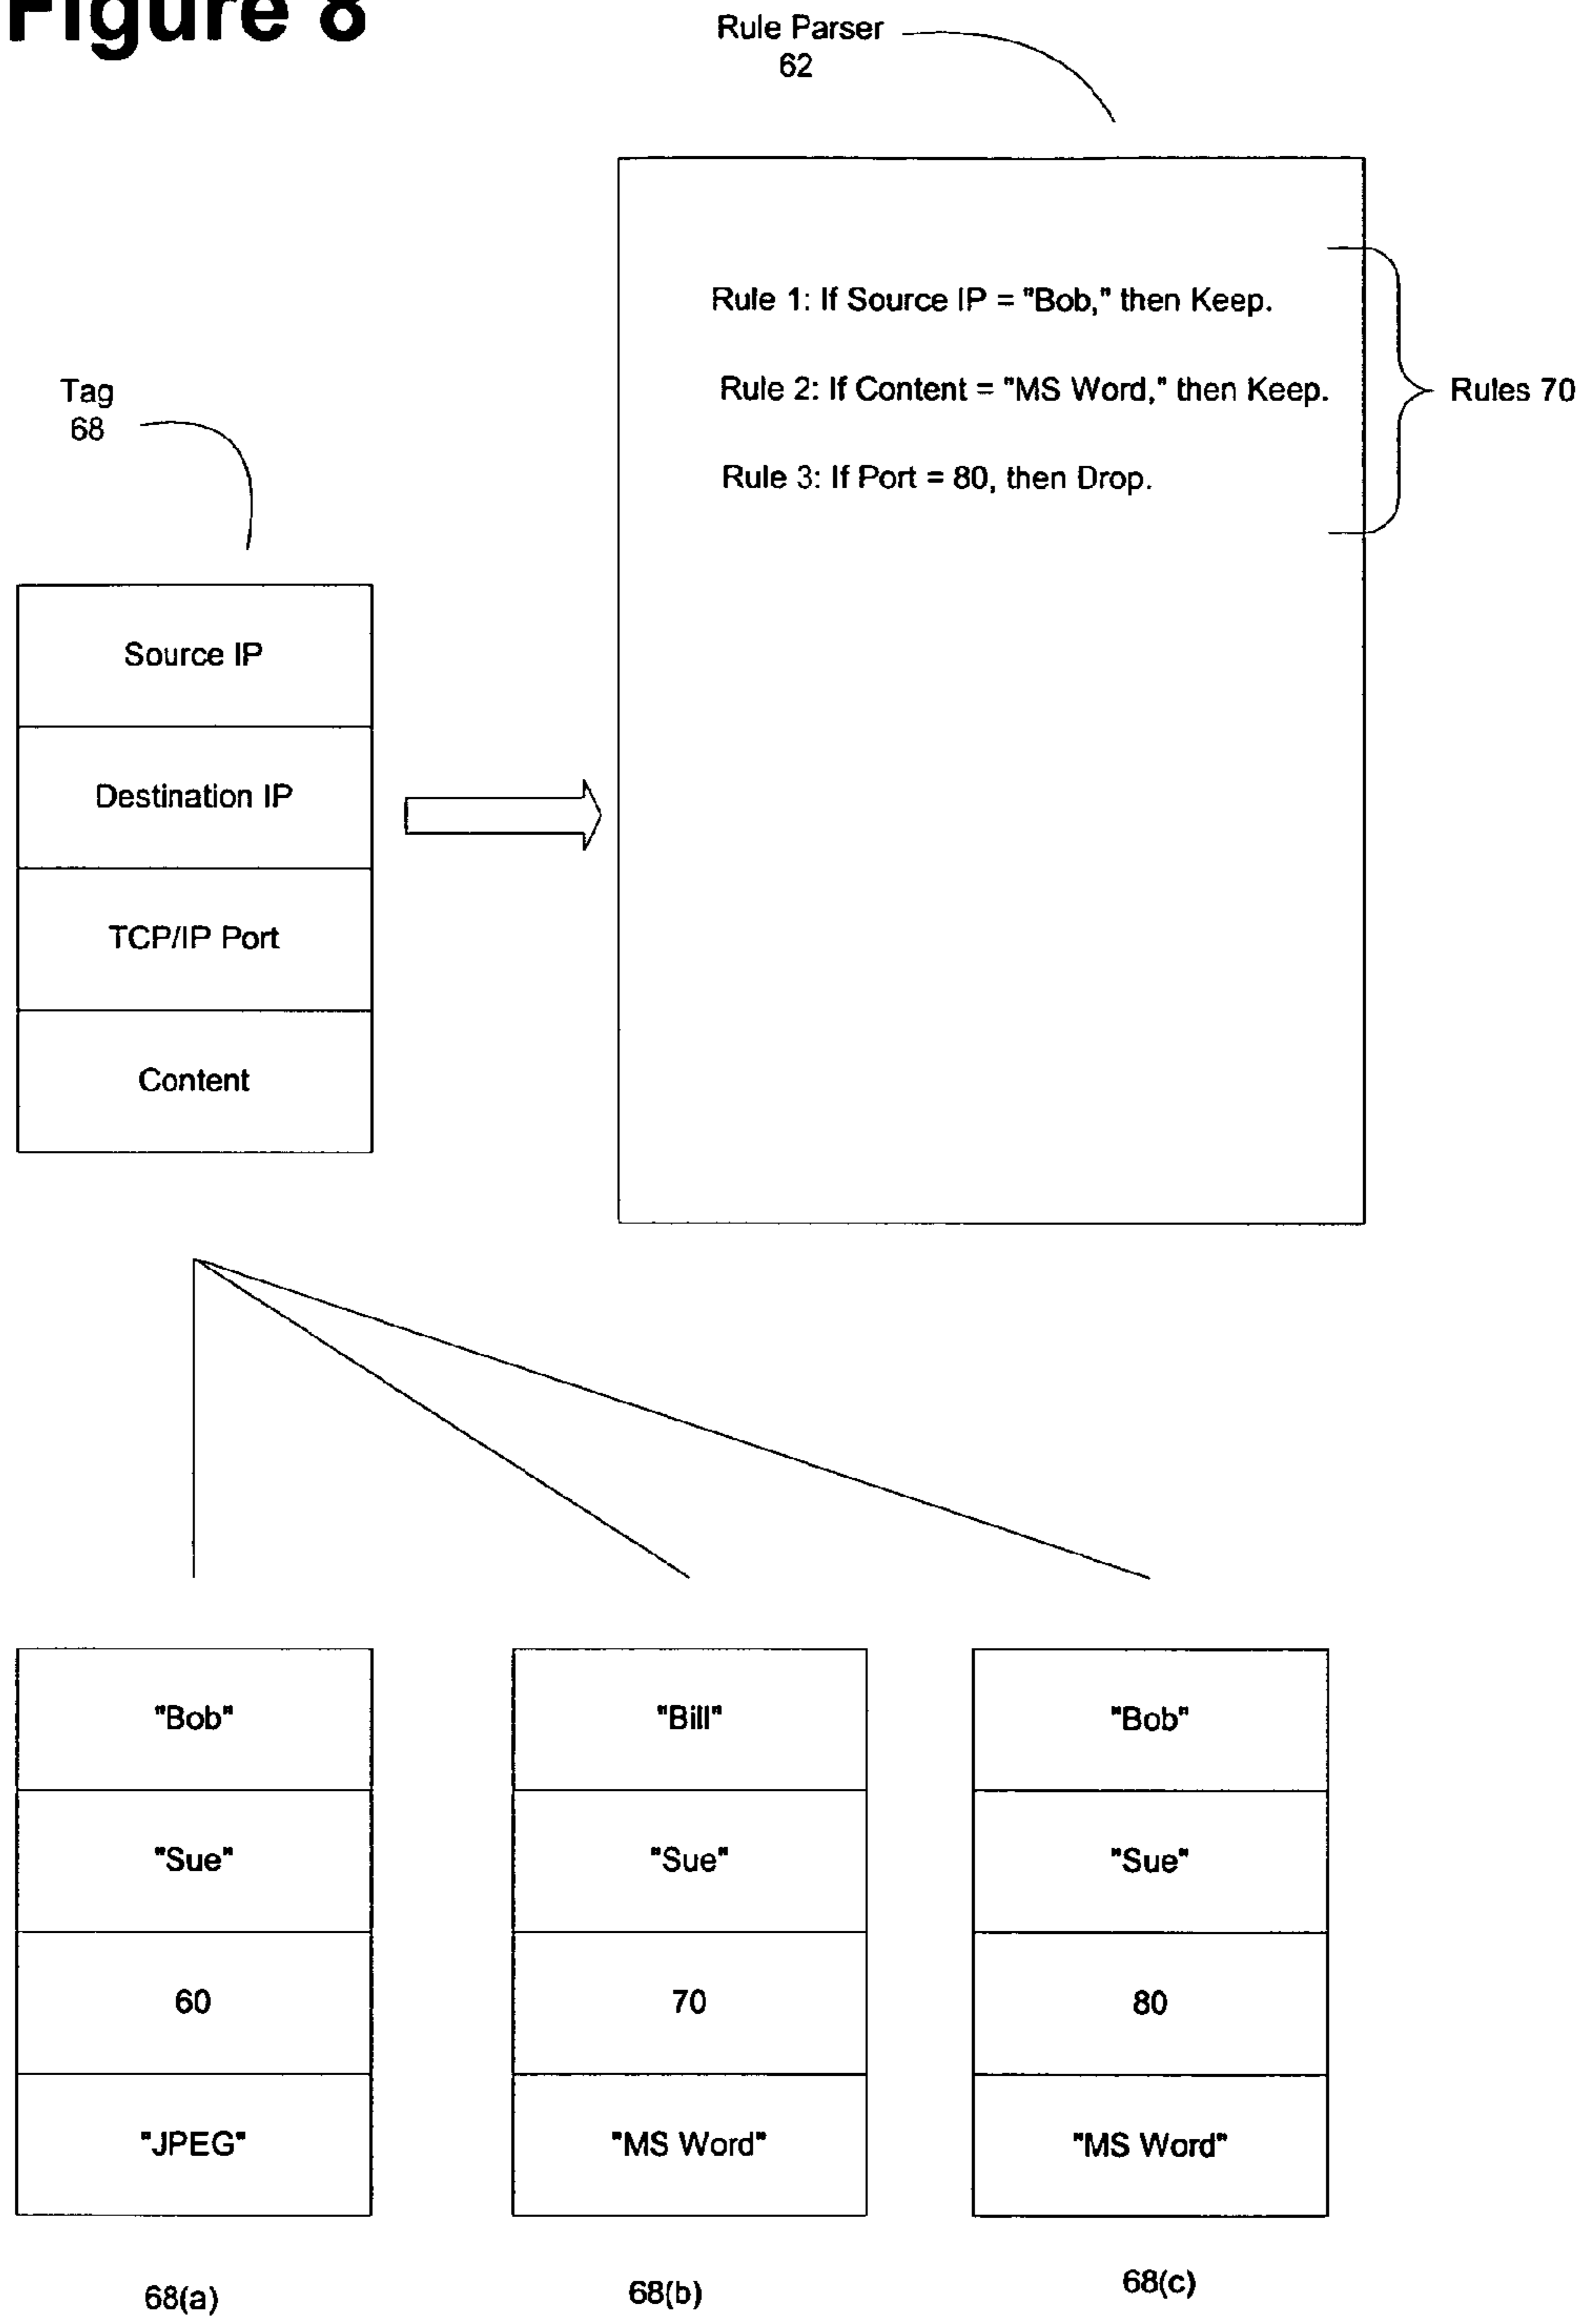 Figure 8
Rule Parser
62
Rule 1: If Source IP = "Bob," then Keep.
Rule 2: If Content = "MS Word," then Keep.
Rule 3: If Port = 80, then Drop.
Rules 70
Tag
68
Source IP
Destination IP
TCP/IP Port
Content
"Bob"
"Sue"
60
"JPEG"
68(a)
"Bill"
"Sue"
70
"MS Word"
68(b)
"Bob"
"Sue"
80
"MS Word"
68(c)